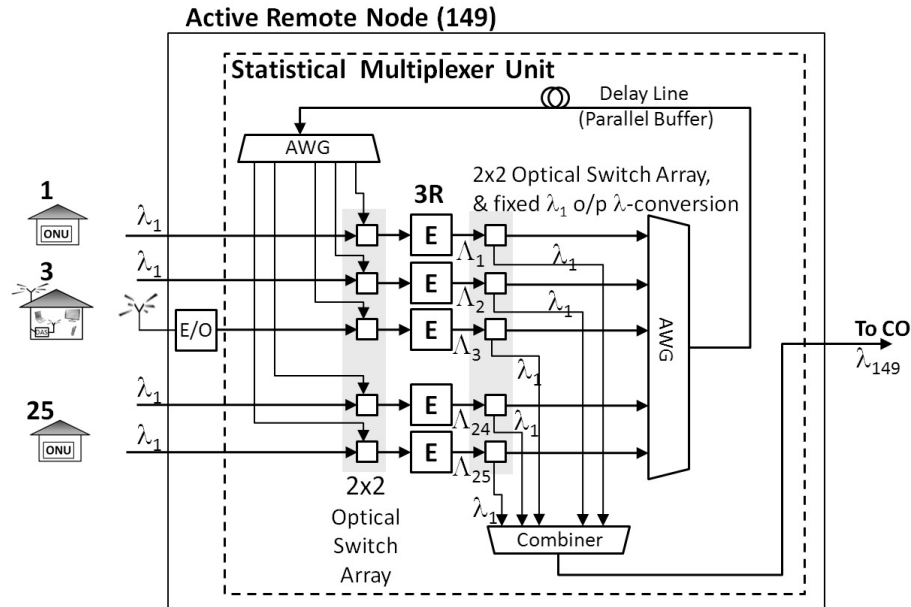 Active Remote Node (149)
Statistical Multiplexer Unit
Delay Line
(Parallel Buffer)
AWG
2x2 Optical Switch Array,
& fixed λ1 o/p λ-conversion
1
ONU
λ1
3R
E
Λ1
λ1
3
λ1
E
Λ2
λ1
DAS
E/O
E
Λ3
λ1
AWG
To CO
λ149
25
ONU
λ1
E
Λ24
λ1
λ1
E
Λ25
λ1
2x2
Optical
Switch
Array
Combiner